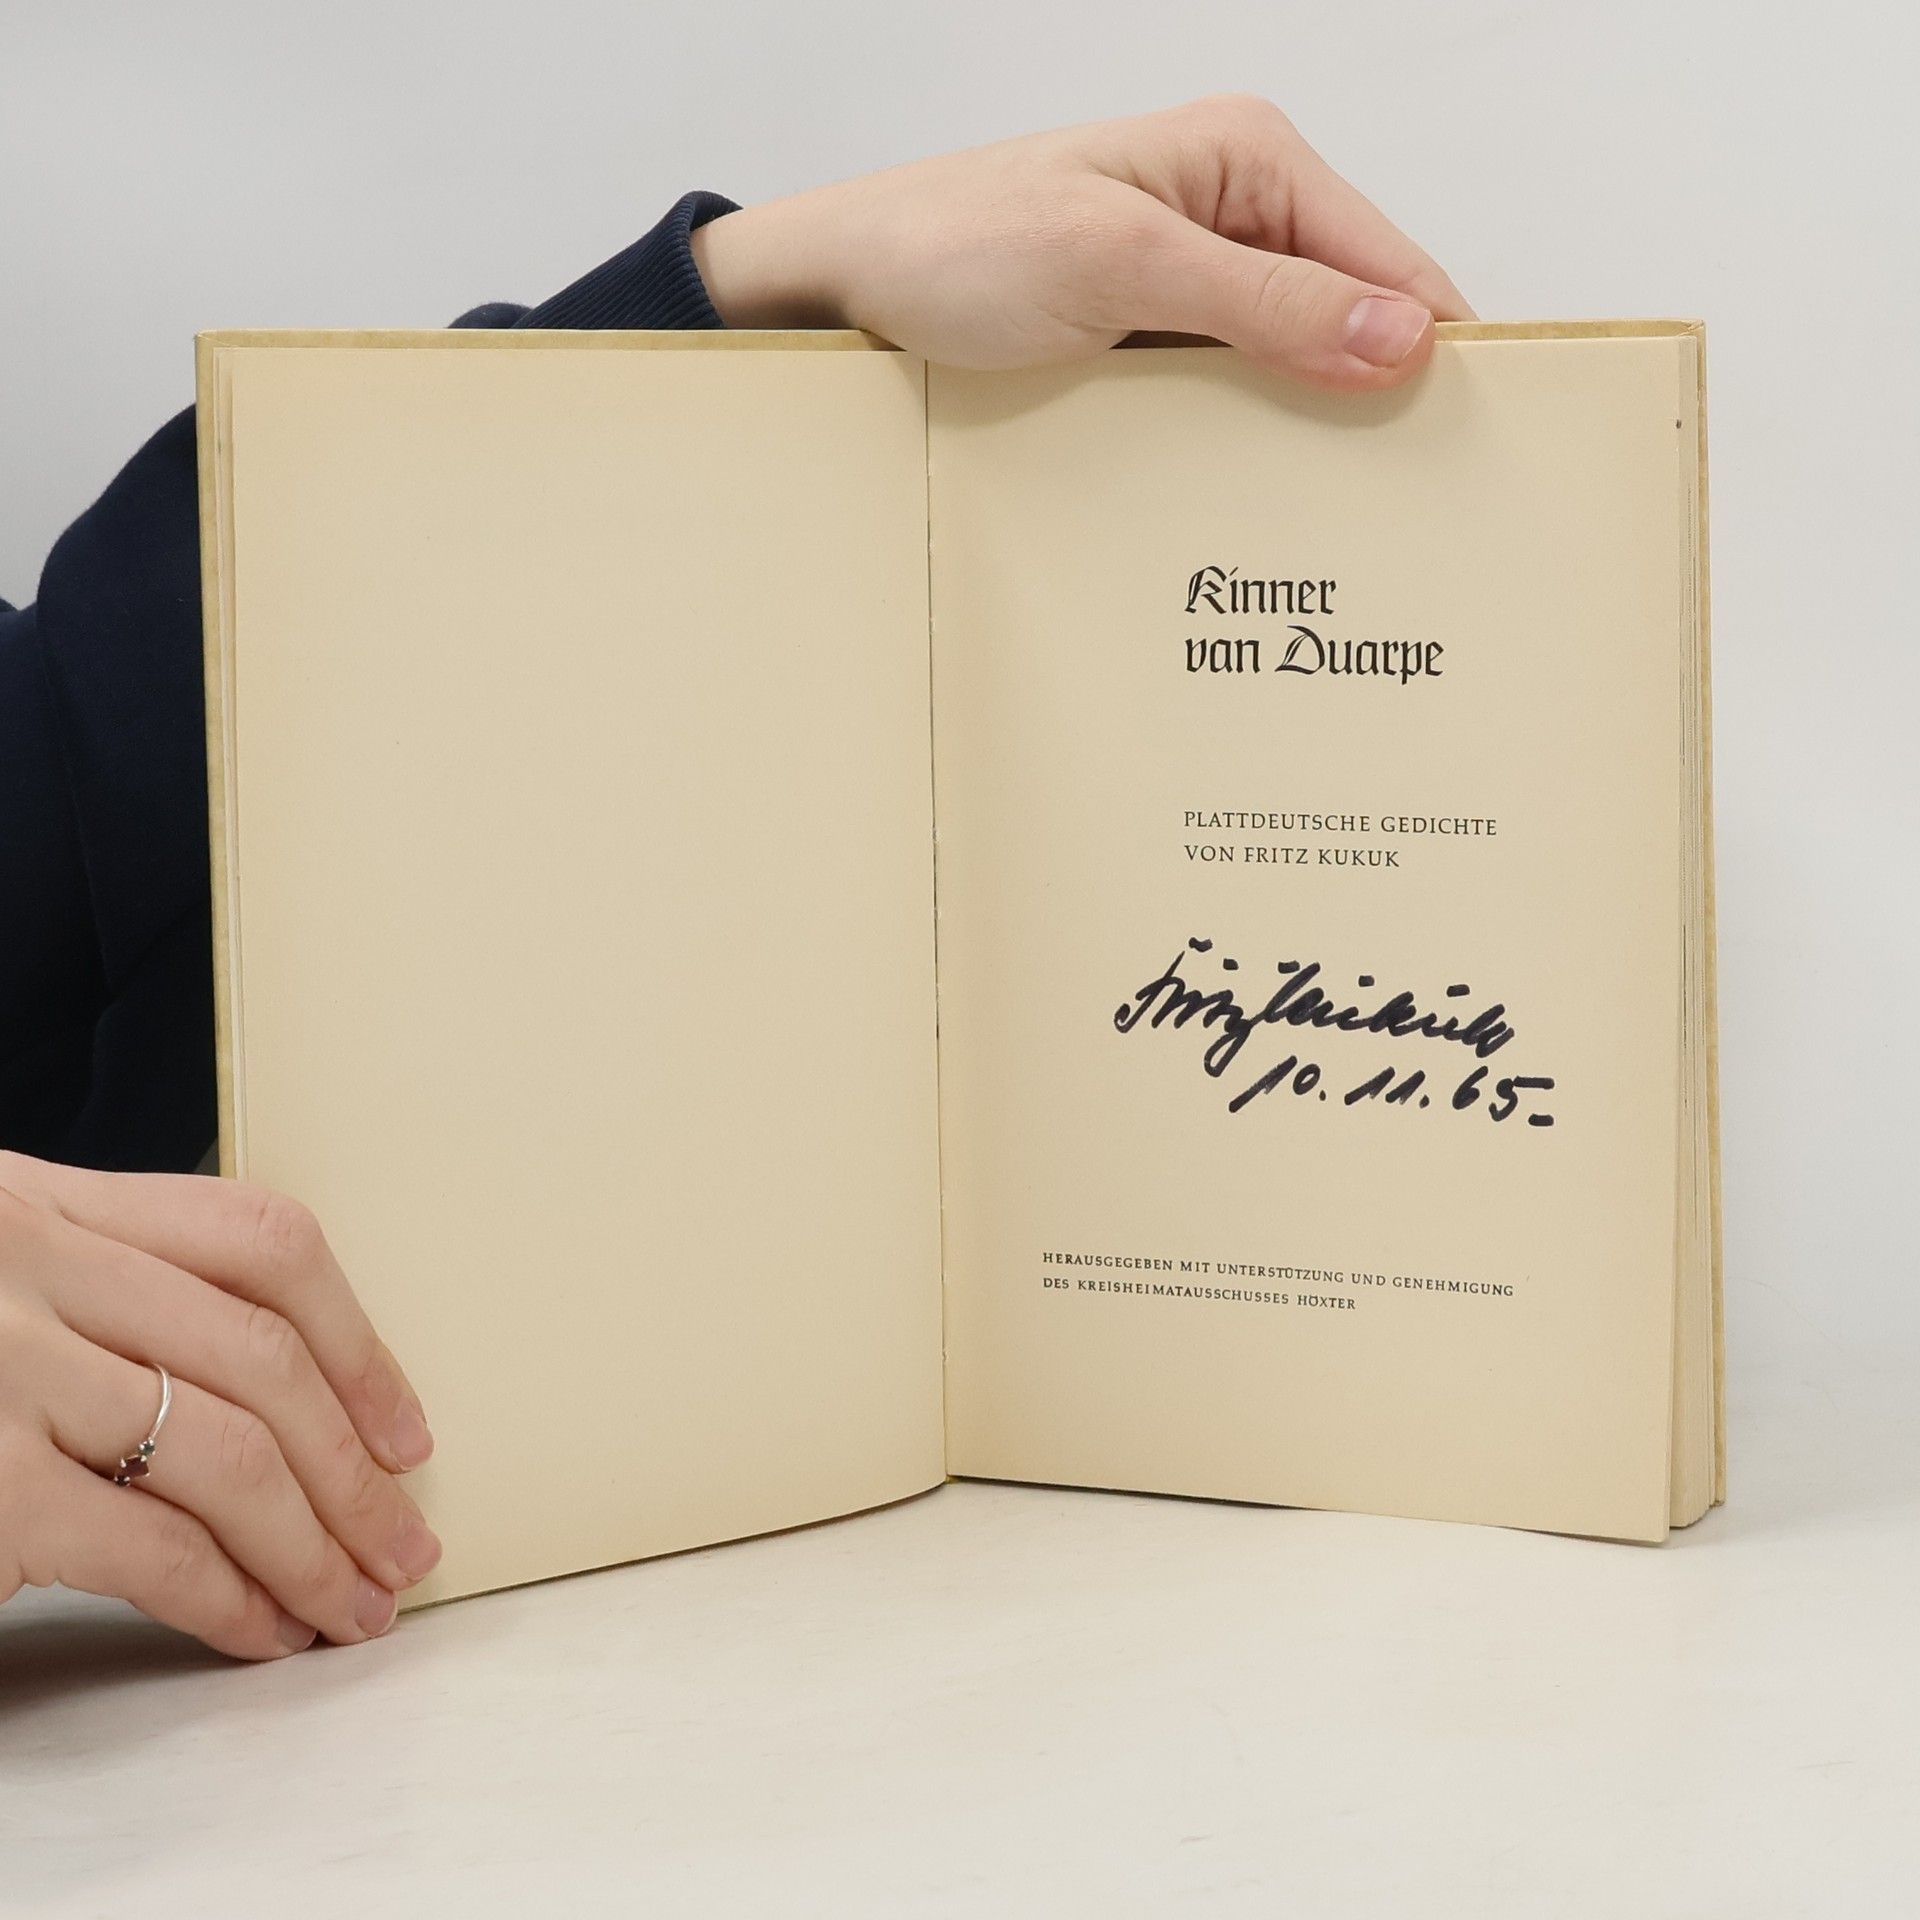 Kinner
van Duarpe
PLATTDEUTSCHE GEDICHTE
VON FRITZ KUKUK
Fritz Kukuk
10. 11. 65-
HERAUSGEGEBEN MIT UNTERSTÜTZUNG UND GENEHMIGUNG
DES KREISHEIMATAUSSCHUSSES HÖXTER